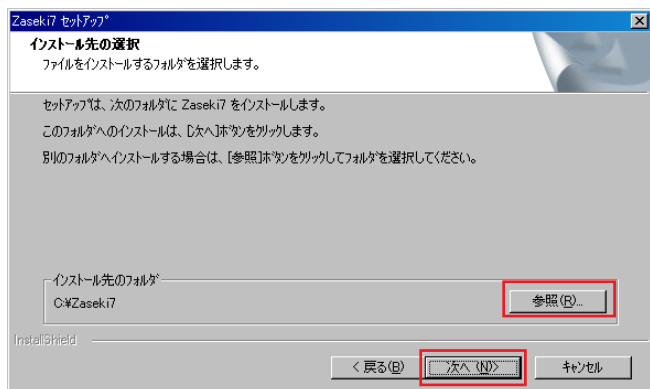 Zaseki7 ｾｯﾄｱｯﾌﾟ
インストール先の選択
ファイルをインストールするフォルダを選択します。
セットアップは、次のフォルダに Zaseki7 をインストールします。
このフォルダへのインストールは、[次へ]ボタンをクリックします。
別のフォルダへインストールする場合は、[参照]ボタンをクリックしてフォルダを選択してください。
インストール先のフォルダ
C:¥Zaseki7
参照(R)...
InstallShield
< 戻る(B)
次へ (N)>
キャンセル